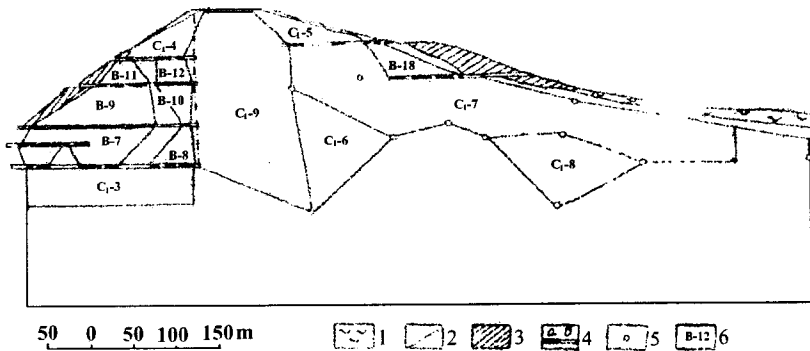 C₁-4
C₁-5
B-11
B-12
B-18
B-9
B-10
C₁-9
C₁-7
B-7
C₁-6
B-8
C₁-8
C₁-3
50 0 50 100 150 m
1 2 3 a б 4 5 B-12 6